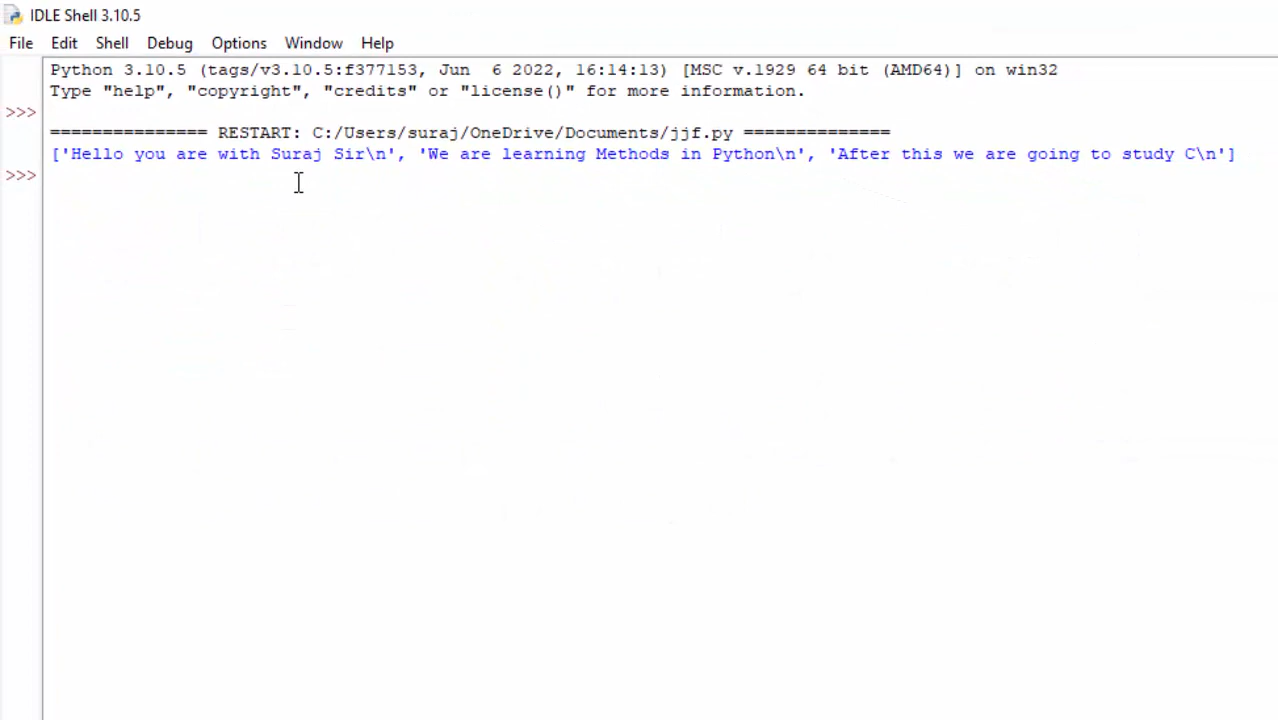 IDLE Shell 3.10.5
File Edit Shell Debug Options Window Help
Python 3.10.5 (tags/v3.10.5:f377153, Jun  6 2022, 16:14:13) [MSC v.1929 64 bit (AMD64)] on win32
Type "help", "copyright", "credits" or "license()" for more information.
>>>
=============== RESTART: C:/Users/suraj/OneDrive/Documents/jjf.py ==============
['Hello you are with Suraj Sir\n', 'We are learning Methods in Python\n', 'After this we are going to study C\n']
>>>